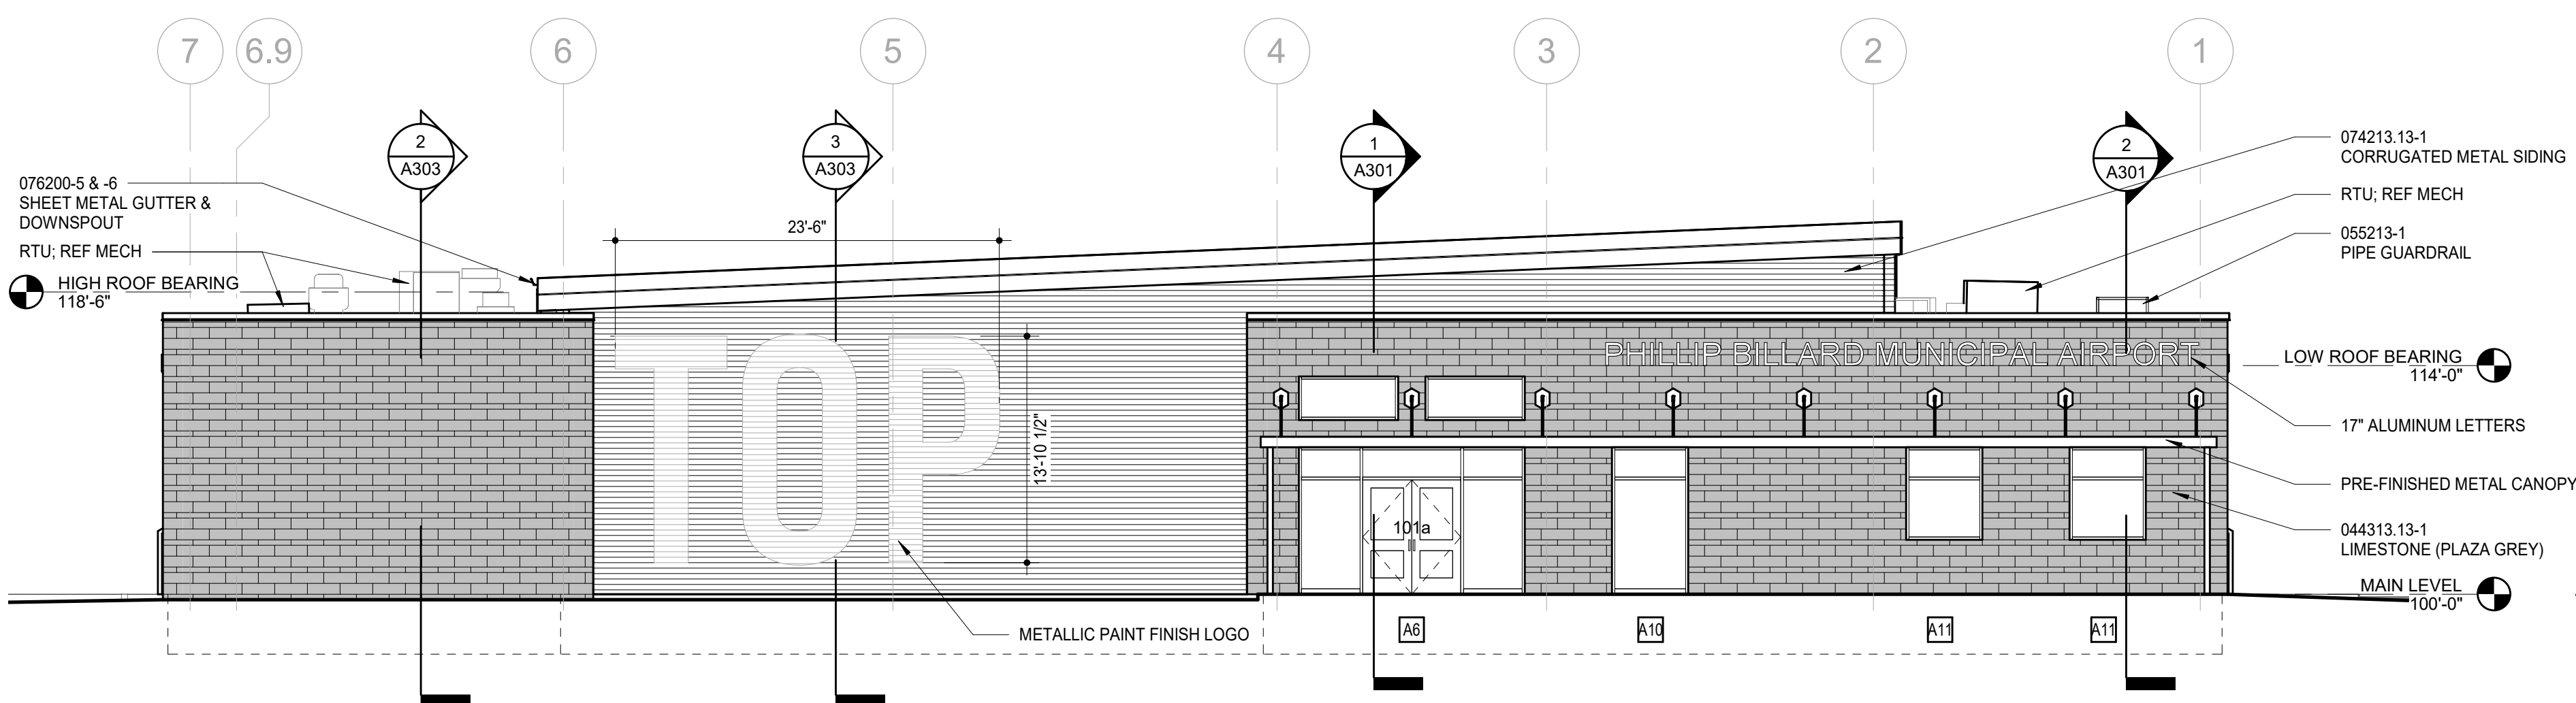 7
6.9
6
5
4
3
2
1
2
A303
3
A303
1
A301
2
A301
076200-5 & -6
SHEET METAL GUTTER &
DOWNSPOUT
RTU; REF MECH
HIGH ROOF BEARING
118'-6"
23'-6"
074213.13-1
CORRUGATED METAL SIDING
RTU; REF MECH
055213-1
PIPE GUARDRAIL
TOP
13'-10 1/2"
PHILLIP BILLARD MUNICIPAL AIRPORT
LOW ROOF BEARING
114'-0"
17" ALUMINUM LETTERS
PRE-FINISHED METAL CANOPY
101a
044313.13-1
LIMESTONE (PLAZA GREY)
MAIN LEVEL
100'-0"
METALLIC PAINT FINISH LOGO
A6
A10
A11
A11